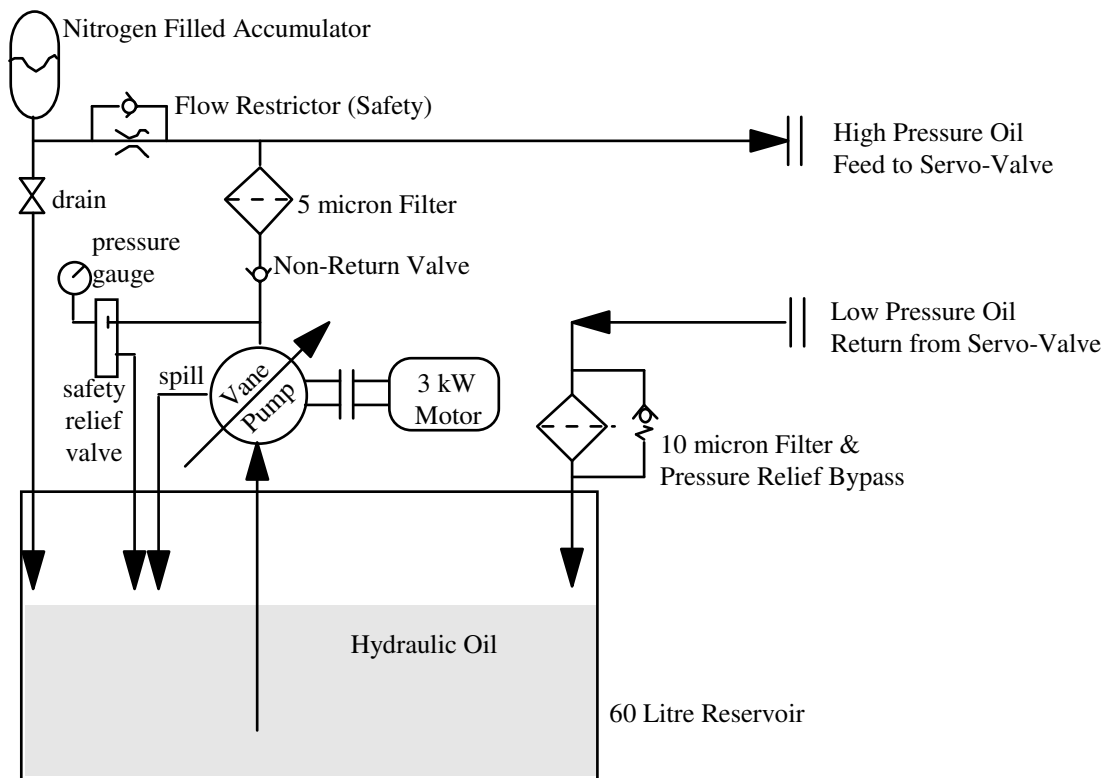 Nitrogen Filled Accumulator
Flow Restrictor (Safety)
High Pressure Oil
Feed to Servo-Valve
drain
5 micron Filter
pressure
gauge
Non-Return Valve
Low Pressure Oil
Return from Servo-Valve
spill
Vane
Pump
3 kW
Motor
safety
relief
valve
10 micron Filter &
Pressure Relief Bypass
Hydraulic Oil
60 Litre Reservoir